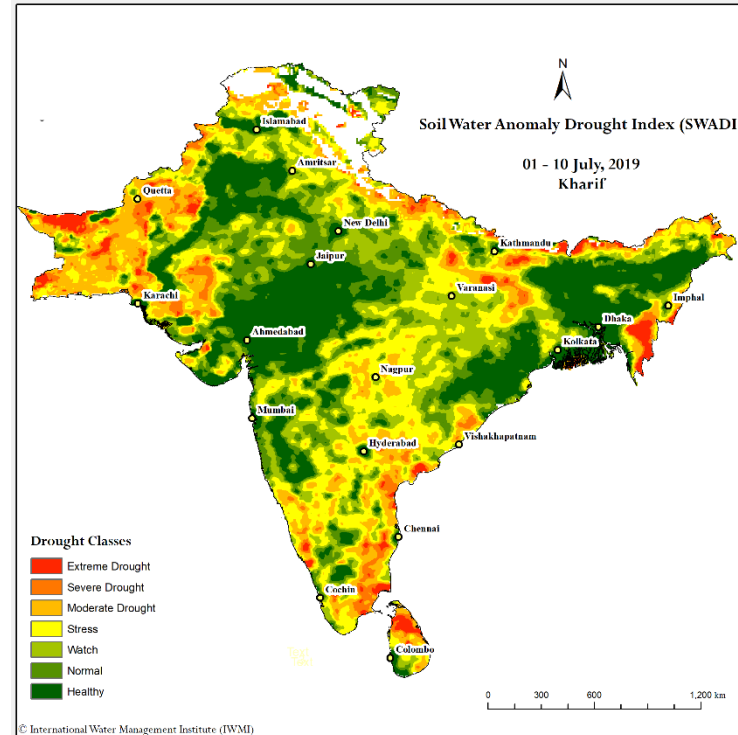 N
Soil Water Anomaly Drought Index (SWADI
01 - 10 July, 2019
Kharif
Islamabad
Amritsar
Quetta
New Delhi
Kathmandu
Jaipur
Varanasi
Imphal
Karachi
Dhaka
Ahmedabad
Kolkata
Nagpur
Mumbai
Hyderabad
Vishakhapatnam
Chennai
Cochin
Colombo
Drought Classes
Extreme Drought
Severe Drought
Moderate Drought
Stress
Watch
Normal
Healthy
0 300 600 1,200 km
© International Water Management Institute (IWMI)